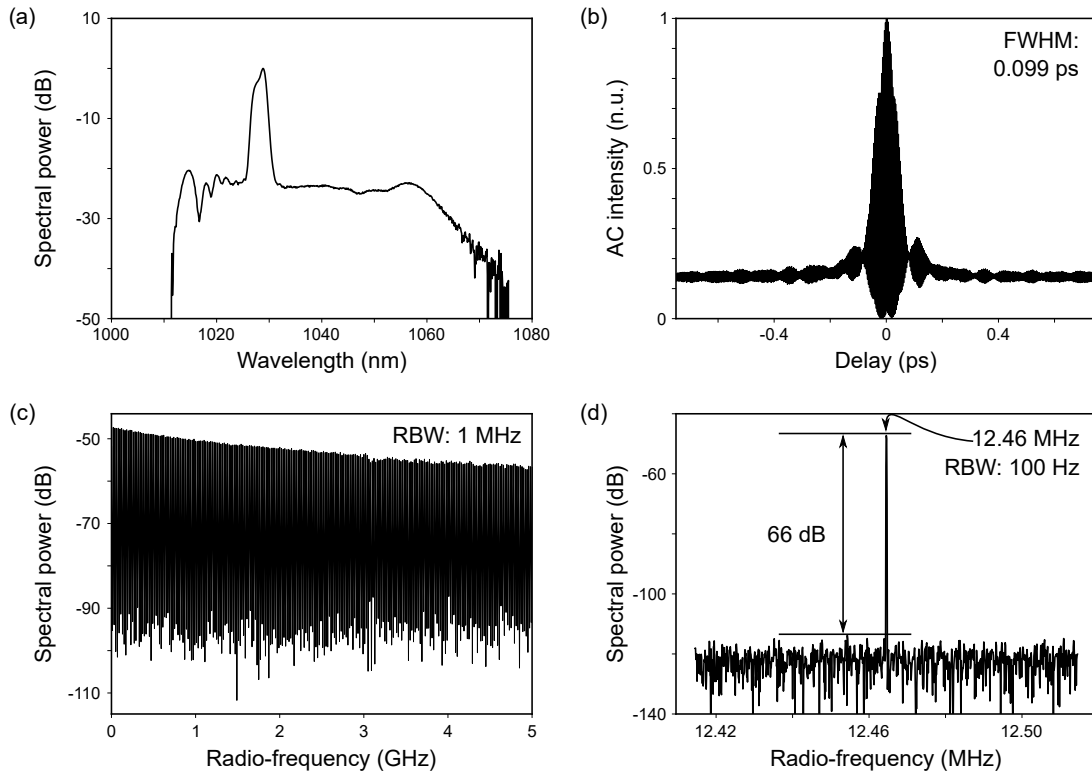 (a)
10
-10
-30
-50
Spectral power (dB)
1000
1020
1040
1060
1080
Wavelength (nm)
(b)
FWHM:
0.099 ps
1
0.5
0
AC intensity (n.u.)
-0.4
0
0.4
Delay (ps)
(c)
RBW: 1 MHz
-50
-70
-90
-110
Spectral power (dB)
0
1
2
3
4
5
Radio-frequency (GHz)
(d)
12.46 MHz
RBW: 100 Hz
66 dB
-60
-100
-140
Spectral power (dB)
12.42
12.46
12.50
Radio-frequency (MHz)